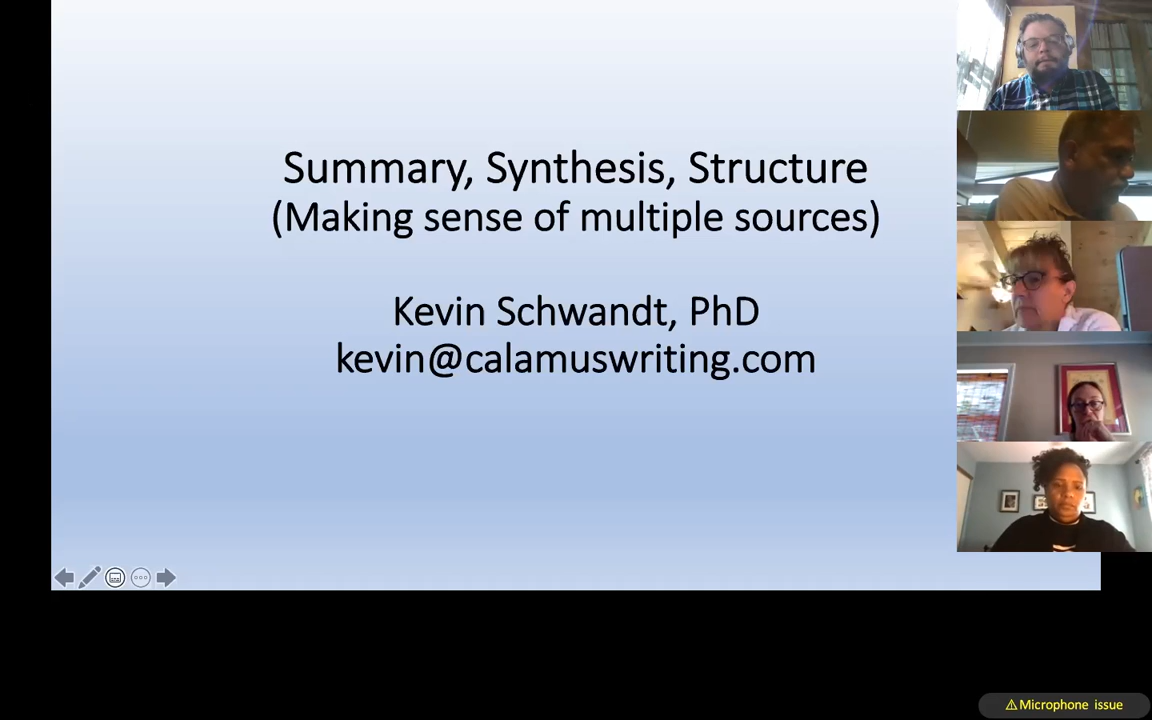 Summary, Synthesis, Structure
(Making sense of multiple sources)
Kevin Schwandt, PhD
kevin@calamuswriting.com
⚠Microphone issue